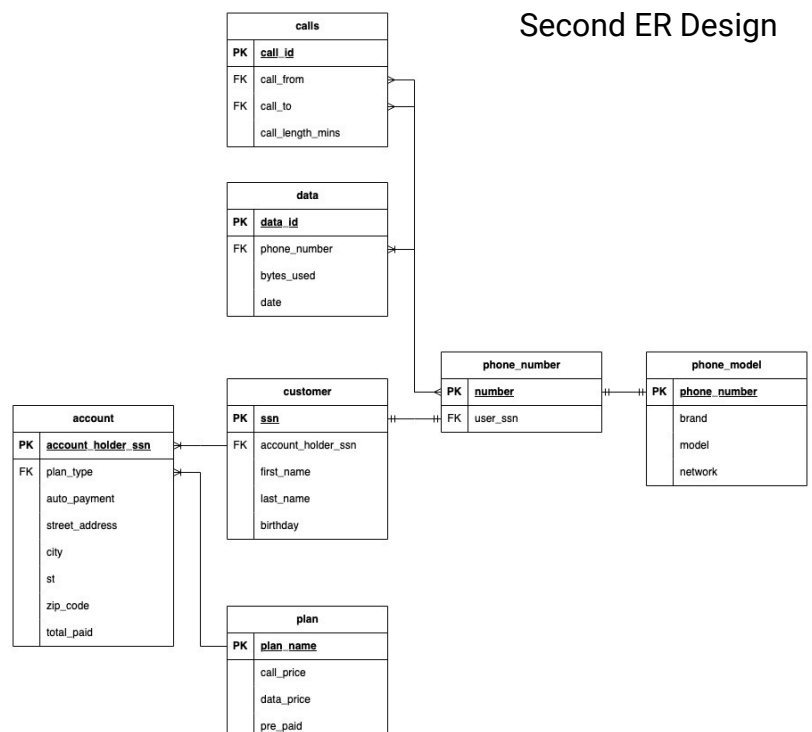 Second ER Design
calls
PK call_id
FK call_from
FK call_to
call_length_mins
data
PK data_id
FK phone_number
bytes_used
date
phone_number
PK number
FK user_ssn
phone_model
PK phone_number
brand
model
network
customer
PK ssn
FK account_holder_ssn
first_name
last_name
birthday
account
PK account_holder_ssn
FK plan_type
auto_payment
street_address
city
st
zip_code
total_paid
plan
PK plan_name
call_price
data_price
pre_paid